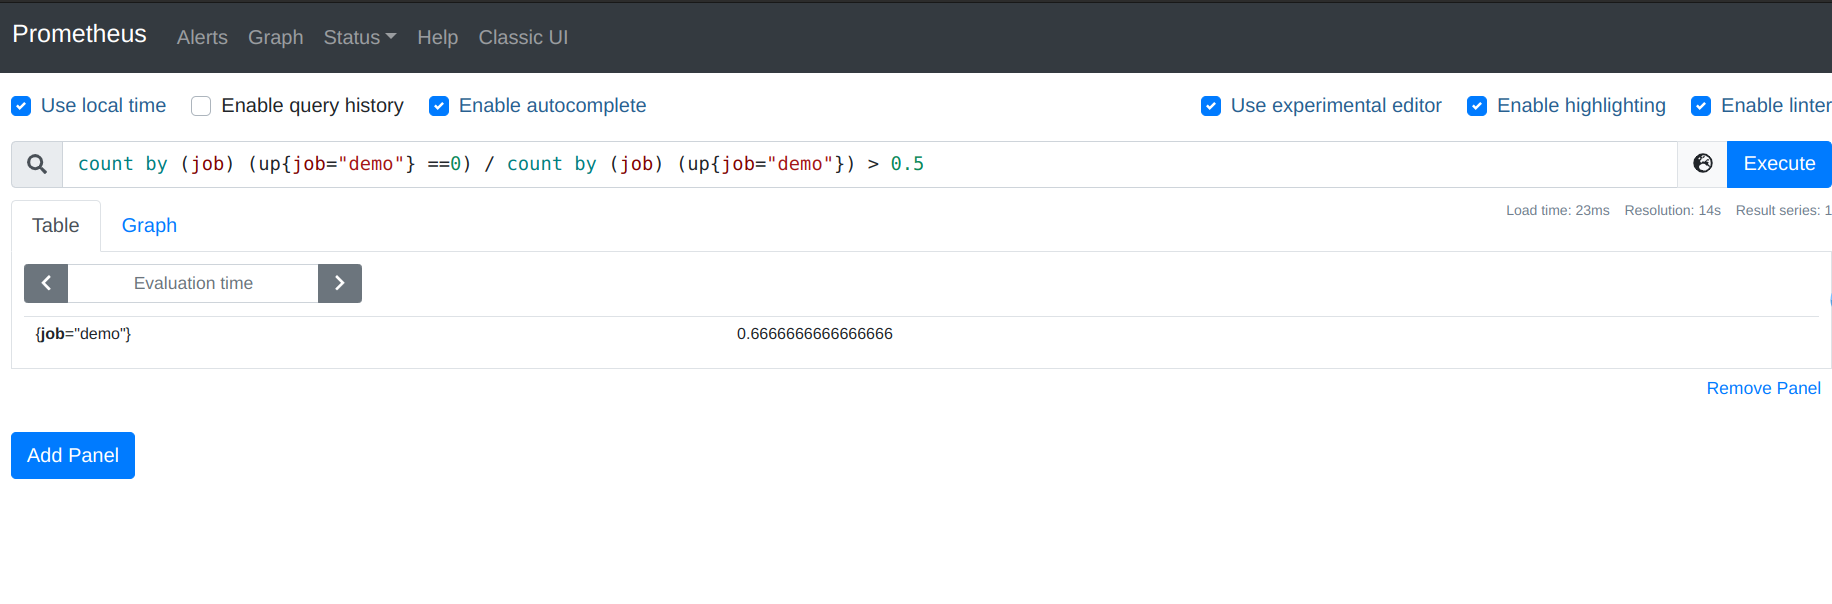 Prometheus Alerts Graph Status Help Classic UI
Use local time Enable query history Enable autocomplete Use experimental editor Enable highlighting Enable linter
count by (job) (up{job="demo"} ==0) / count by (job) (up{job="demo"}) > 0.5 Execute
Table Graph Load time: 23ms Resolution: 14s Result series: 1
Evaluation time
{job="demo"} 0.6666666666666666
Remove Panel
Add Panel